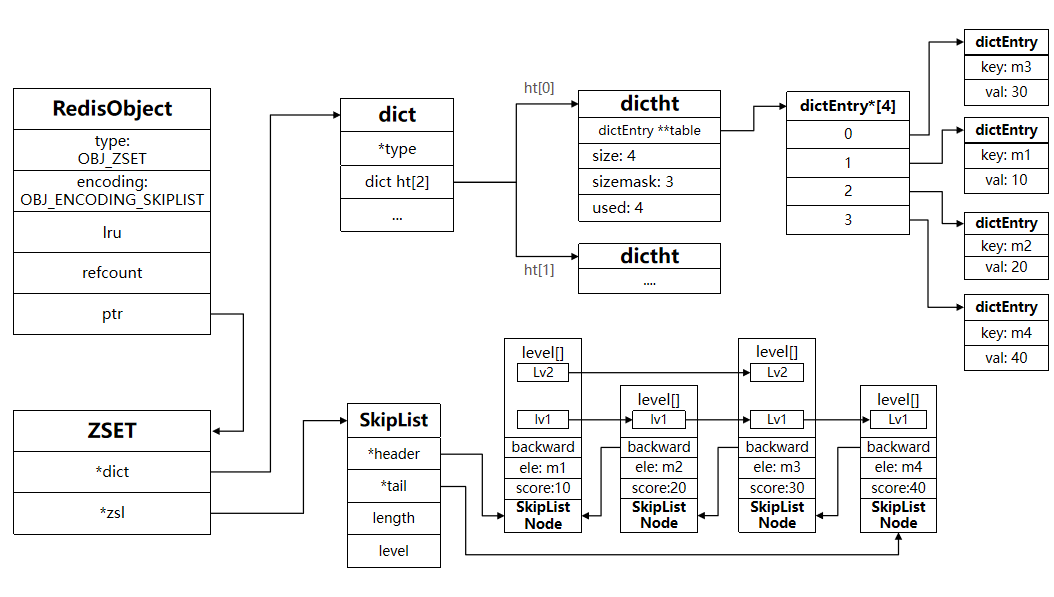 RedisObject
type:
OBJ_ZSET
encoding:
OBJ_ENCODING_SKIPLIST
lru
refcount
ptr
ZSET
*dict
*zsl
dict
*type
dict ht[2]
...
ht[0]
ht[1]
dictht
dictEntry **table
size: 4
sizemask: 3
used: 4
dictht
....
dictEntry*[4]
0
1
2
3
dictEntry
key: m3
val: 30
dictEntry
key: m1
val: 10
dictEntry
key: m2
val: 20
dictEntry
key: m4
val: 40
SkipList
*header
*tail
length
level
level[]
Lv2
lv1
backward
ele: m1
score:10
SkipList
Node
level[]
lv1
backward
ele: m2
score:20
SkipList
Node
level[]
Lv2
Lv1
backward
ele: m3
score:30
SkipList
Node
level[]
Lv1
backward
ele: m4
score:40
SkipList
Node